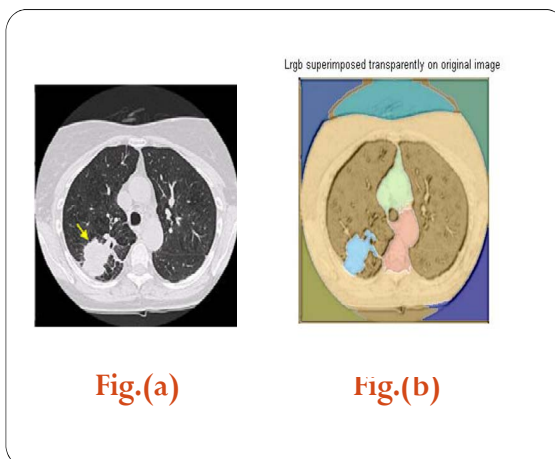 Lrgb superimposed transparently on original image
Fig.(a)
Fig.(b)